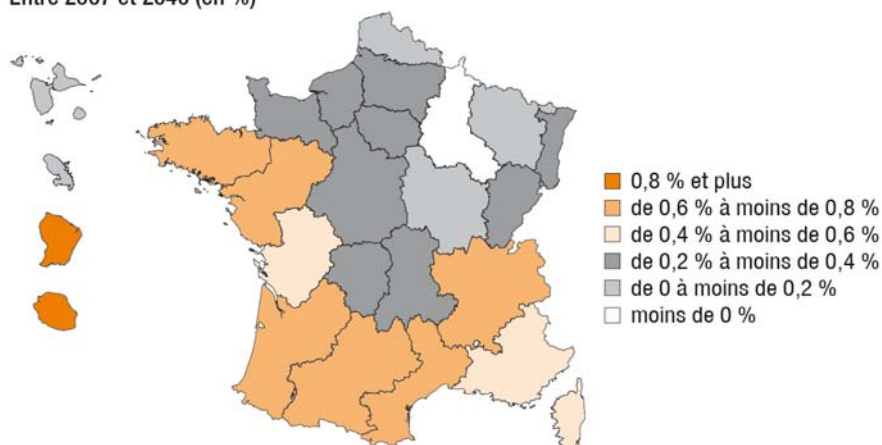 Entre 2007 et 2040 (en %)
0,8 % et plus
de 0,6 % à moins de 0,8 %
de 0,4 % à moins de 0,6 %
de 0,2 % à moins de 0,4 %
de 0 à moins de 0,2 %
moins de 0 %